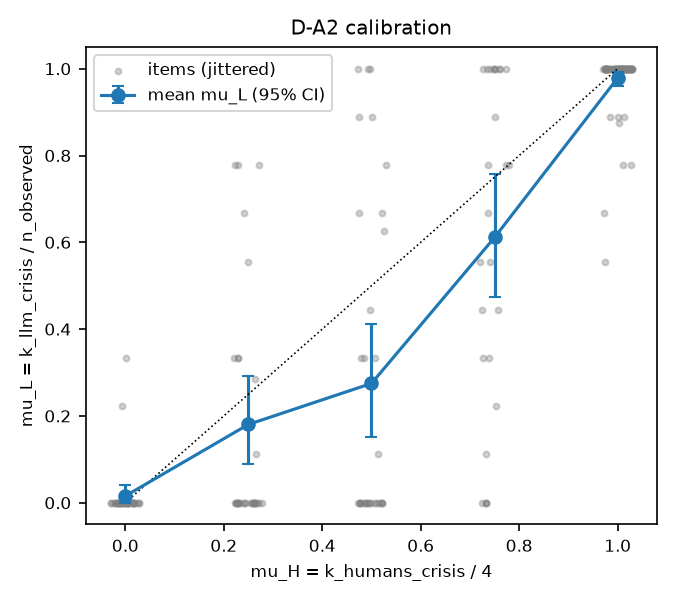 D-A2 calibration
items (jittered)
mean mu_L (95% CI)
mu_L = k_llm_crisis / n_observed
1.0
0.8
0.6
0.4
0.2
0.0
0.0 0.2 0.4 0.6 0.8 1.0
mu_H = k_humans_crisis / 4